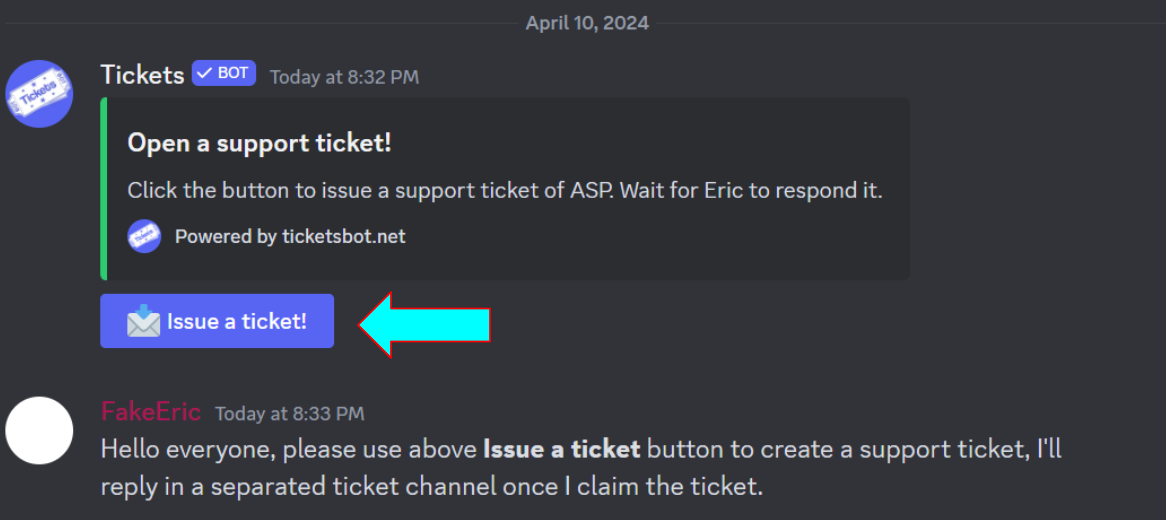 April 10, 2024
Tickets
Tickets ✓ BOT Today at 8:32 PM
Open a support ticket!
Click the button to issue a support ticket of ASP. Wait for Eric to respond it.
Powered by ticketsbot.net
Issue a ticket!
FakeEric Today at 8:33 PM
Hello everyone, please use above Issue a ticket button to create a support ticket, I'll
reply in a separated ticket channel once I claim the ticket.